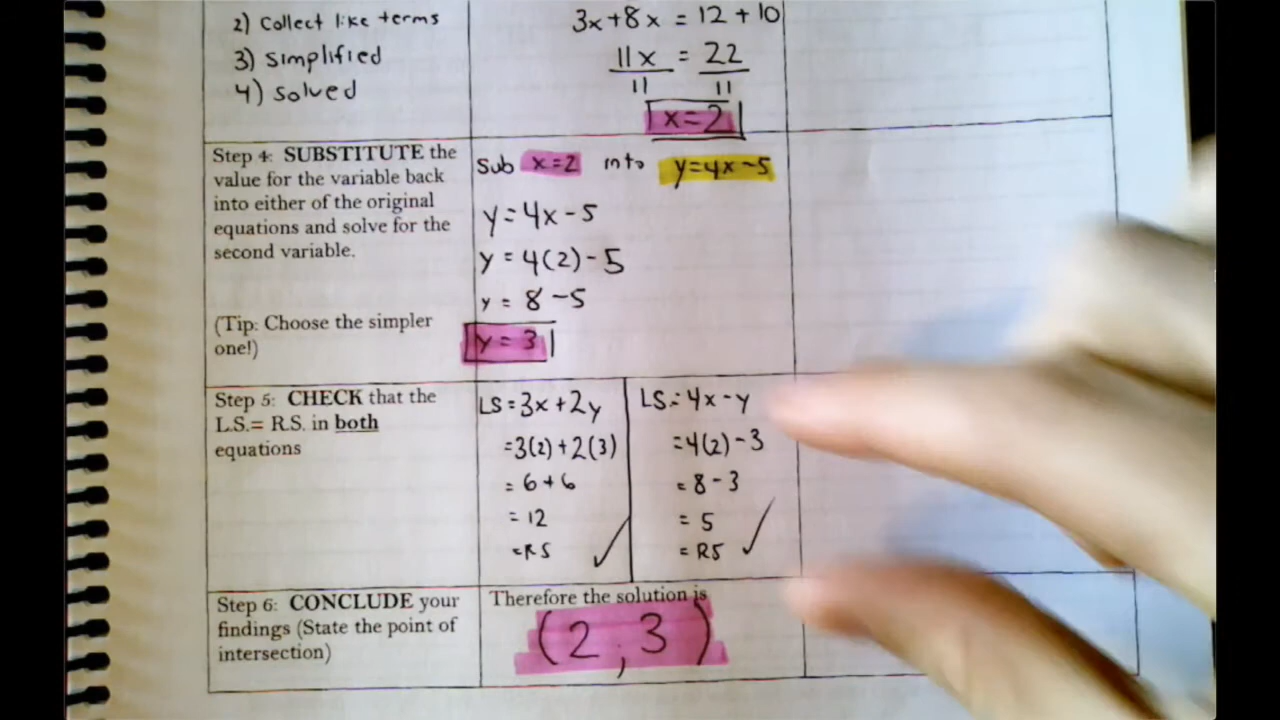 2) Collect like terms
3) Simplified
4) Solved
3x+8x = 12+10
11x = 22
11 11
x=2
Step 4: SUBSTITUTE the
value for the variable back
into either of the original
equations and solve for the
second variable.
(Tip: Choose the simpler
one!)
Sub x=2 into y=4x-5
y=4x-5
y=4(2)-5
y=8-5
y=3
Step 5: CHECK that the
L.S.= R.S. in both
equations
LS=3x+2y
=3(2)+2(3)
=6+6
=12
=RS ✓
LS=4x-y
=4(2)-3
=8-3
=5
=RS ✓
Step 6: CONCLUDE your
findings (State the point of
intersection)
Therefore the solution is
(2,3)